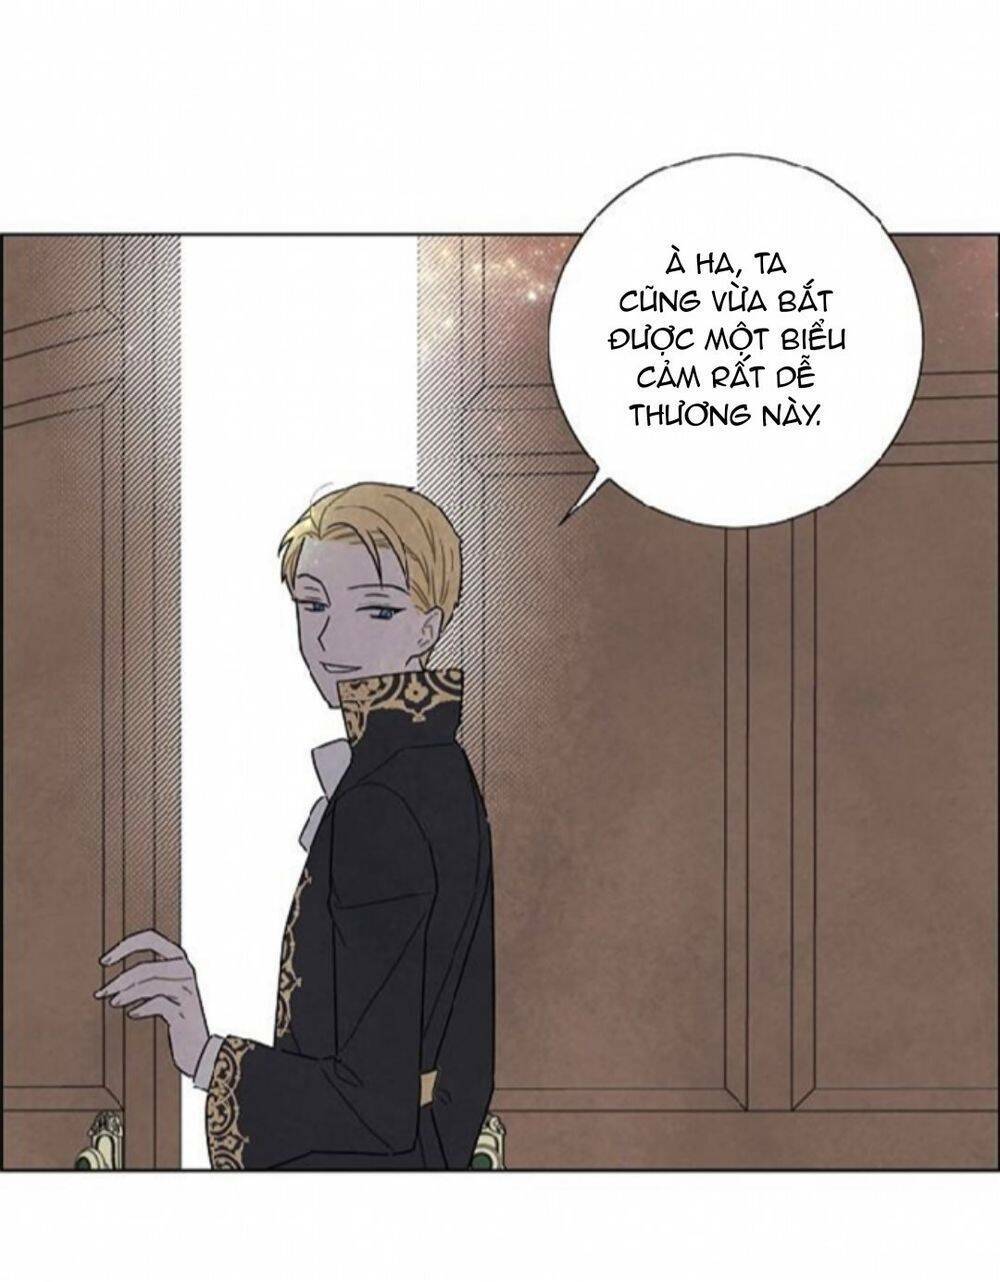 À HA, TA
CŨNG VỪA BẮT
ĐƯỢC MỘT BIỂU
CẢM RẤT DỄ
THƯƠNG NÀY.